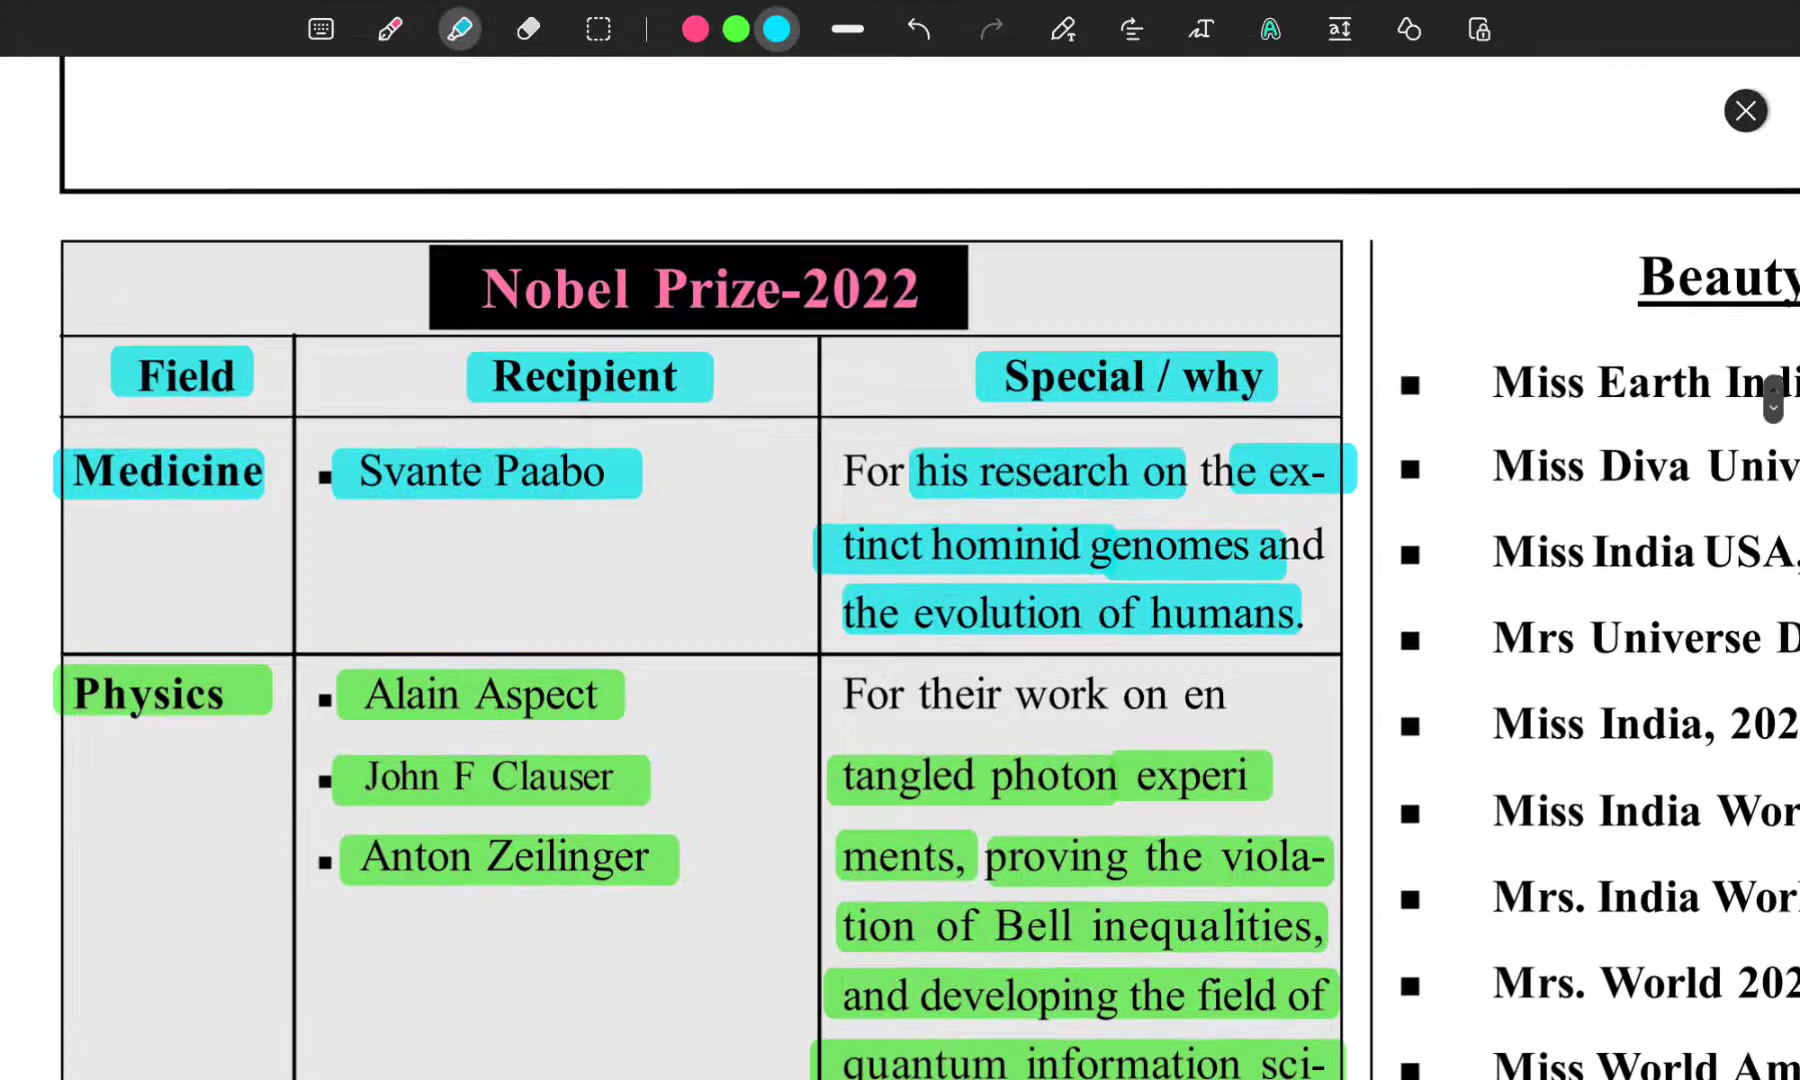 Nobel Prize-2022
Field Recipient Special / why
Medicine
▪ Svante Paabo
For his research on the ex-
tinct hominid genomes and
the evolution of humans.
Physics
▪ Alain Aspect
▪ John F Clauser
▪ Anton Zeilinger
For their work on en
tangled photon experi
ments, proving the viola-
tion of Bell inequalities,
and developing the field of
quantum information sci-
Beauty
▪ Miss Earth Indi
▪ Miss Diva Univ
▪ Miss India USA,
▪ Mrs Universe D
▪ Miss India, 202
▪ Miss India Wor
▪ Mrs. India Wor
▪ Mrs. World 202
▪ Miss World Am